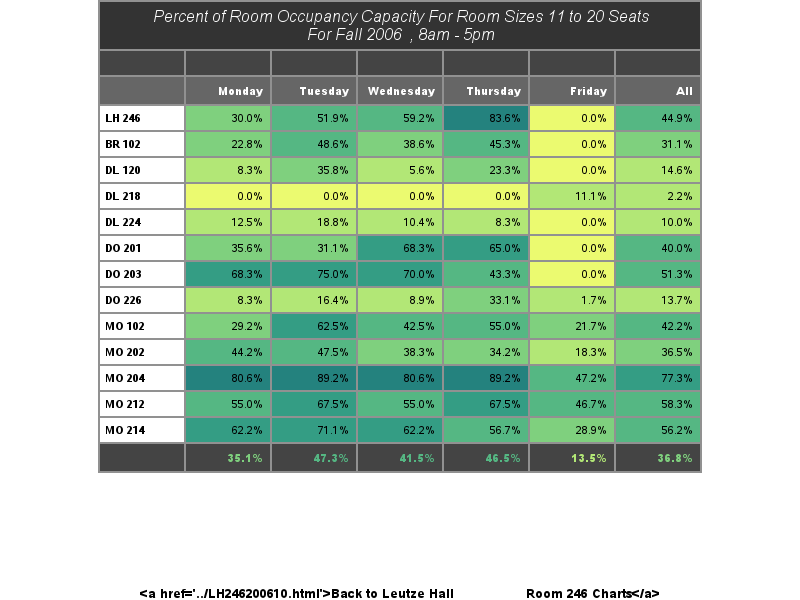 Percent of Room Occupancy Capacity For Room Sizes 11 to 20 Seats
For Fall 2006 , 8am - 5pm
Monday Tuesday Wednesday Thursday Friday All
LH 246 30.0% 51.9% 59.2% 83.6% 0.0% 44.9%
BR 102 22.8% 48.6% 38.6% 45.3% 0.0% 31.1%
DL 120 8.3% 35.8% 5.6% 23.3% 0.0% 14.6%
DL 218 0.0% 0.0% 0.0% 0.0% 11.1% 2.2%
DL 224 12.5% 18.8% 10.4% 8.3% 0.0% 10.0%
DO 201 35.6% 31.1% 68.3% 65.0% 0.0% 40.0%
DO 203 68.3% 75.0% 70.0% 43.3% 0.0% 51.3%
DO 226 8.3% 16.4% 8.9% 33.1% 1.7% 13.7%
MO 102 29.2% 62.5% 42.5% 55.0% 21.7% 42.2%
MO 202 44.2% 47.5% 38.3% 34.2% 18.3% 36.5%
MO 204 80.6% 89.2% 80.6% 89.2% 47.2% 77.3%
MO 212 55.0% 67.5% 55.0% 67.5% 46.7% 58.3%
MO 214 62.2% 71.1% 62.2% 56.7% 28.9% 56.2%
35.1% 47.3% 41.5% 46.5% 13.5% 36.8%
<a href='../LH246200610.html'>Back to Leutze Hall Room 246 Charts</a>